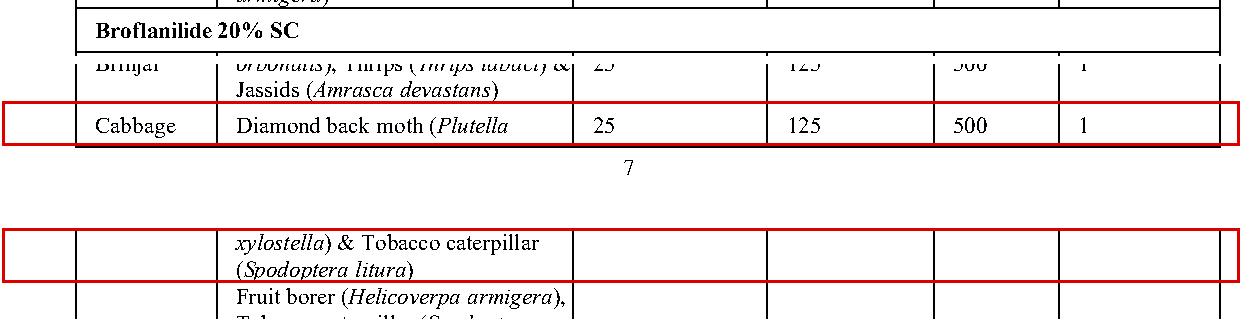 Broflanilide 20% SC
Jassids (Amrasca devastans)
Cabbage Diamond back moth (Plutella 25 125 500 1
7
xylostella) & Tobacco caterpillar
(Spodoptera litura)
Fruit borer (Helicoverpa armigera),